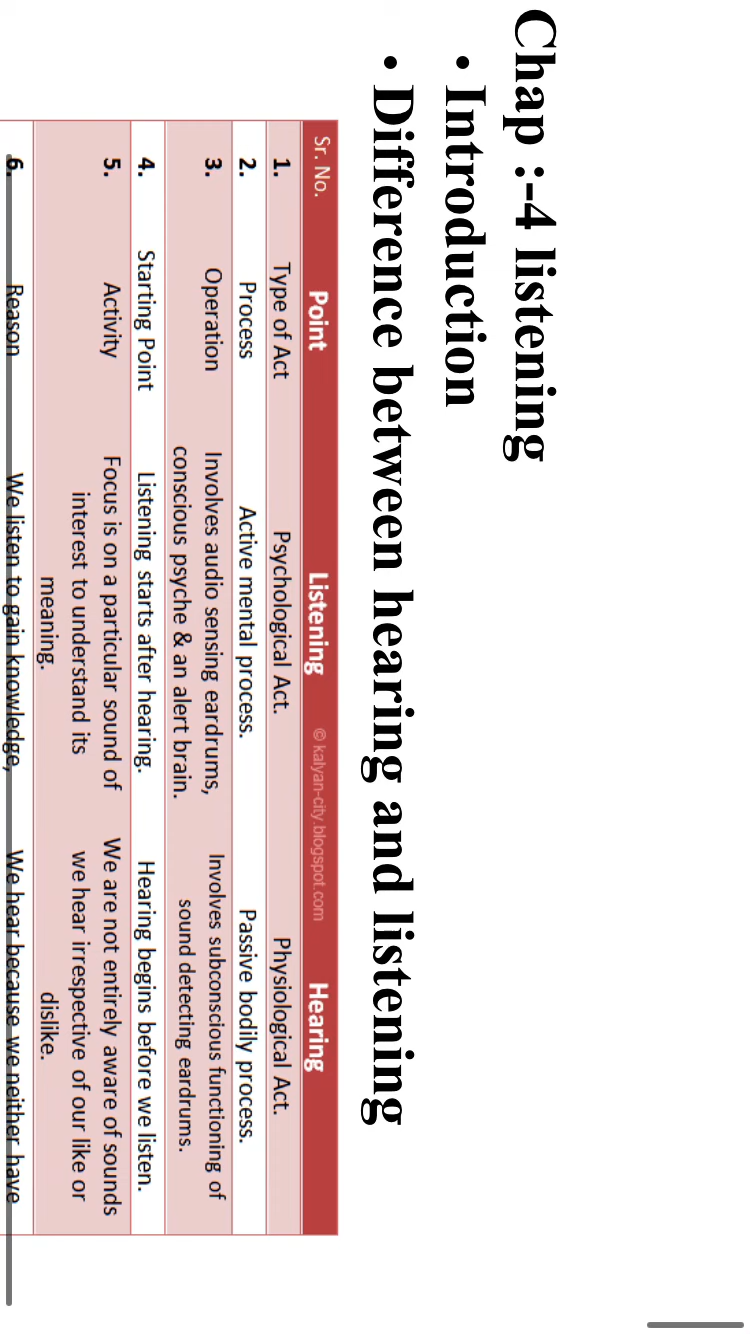 Chap :-4 listening
• Introduction
• Difference between hearing and listening
Sr. No. Point Listening © kalyan-city.blogspot.com Hearing
1. Type of Act Psychological Act. Physiological Act.
2. Process Active mental process. Passive bodily process.
3. Operation Involves audio sensing eardrums, Involves subconscious functioning of
conscious psyche & an alert brain. sound detecting eardrums.
4. Starting Point Listening starts after hearing. Hearing begins before we listen.
5. Activity Focus is on a particular sound of We are not entirely aware of sounds
interest to understand its we hear irrespective of our like or
meaning. dislike.
6. Reason We listen to gain knowledge, We hear because we neither have